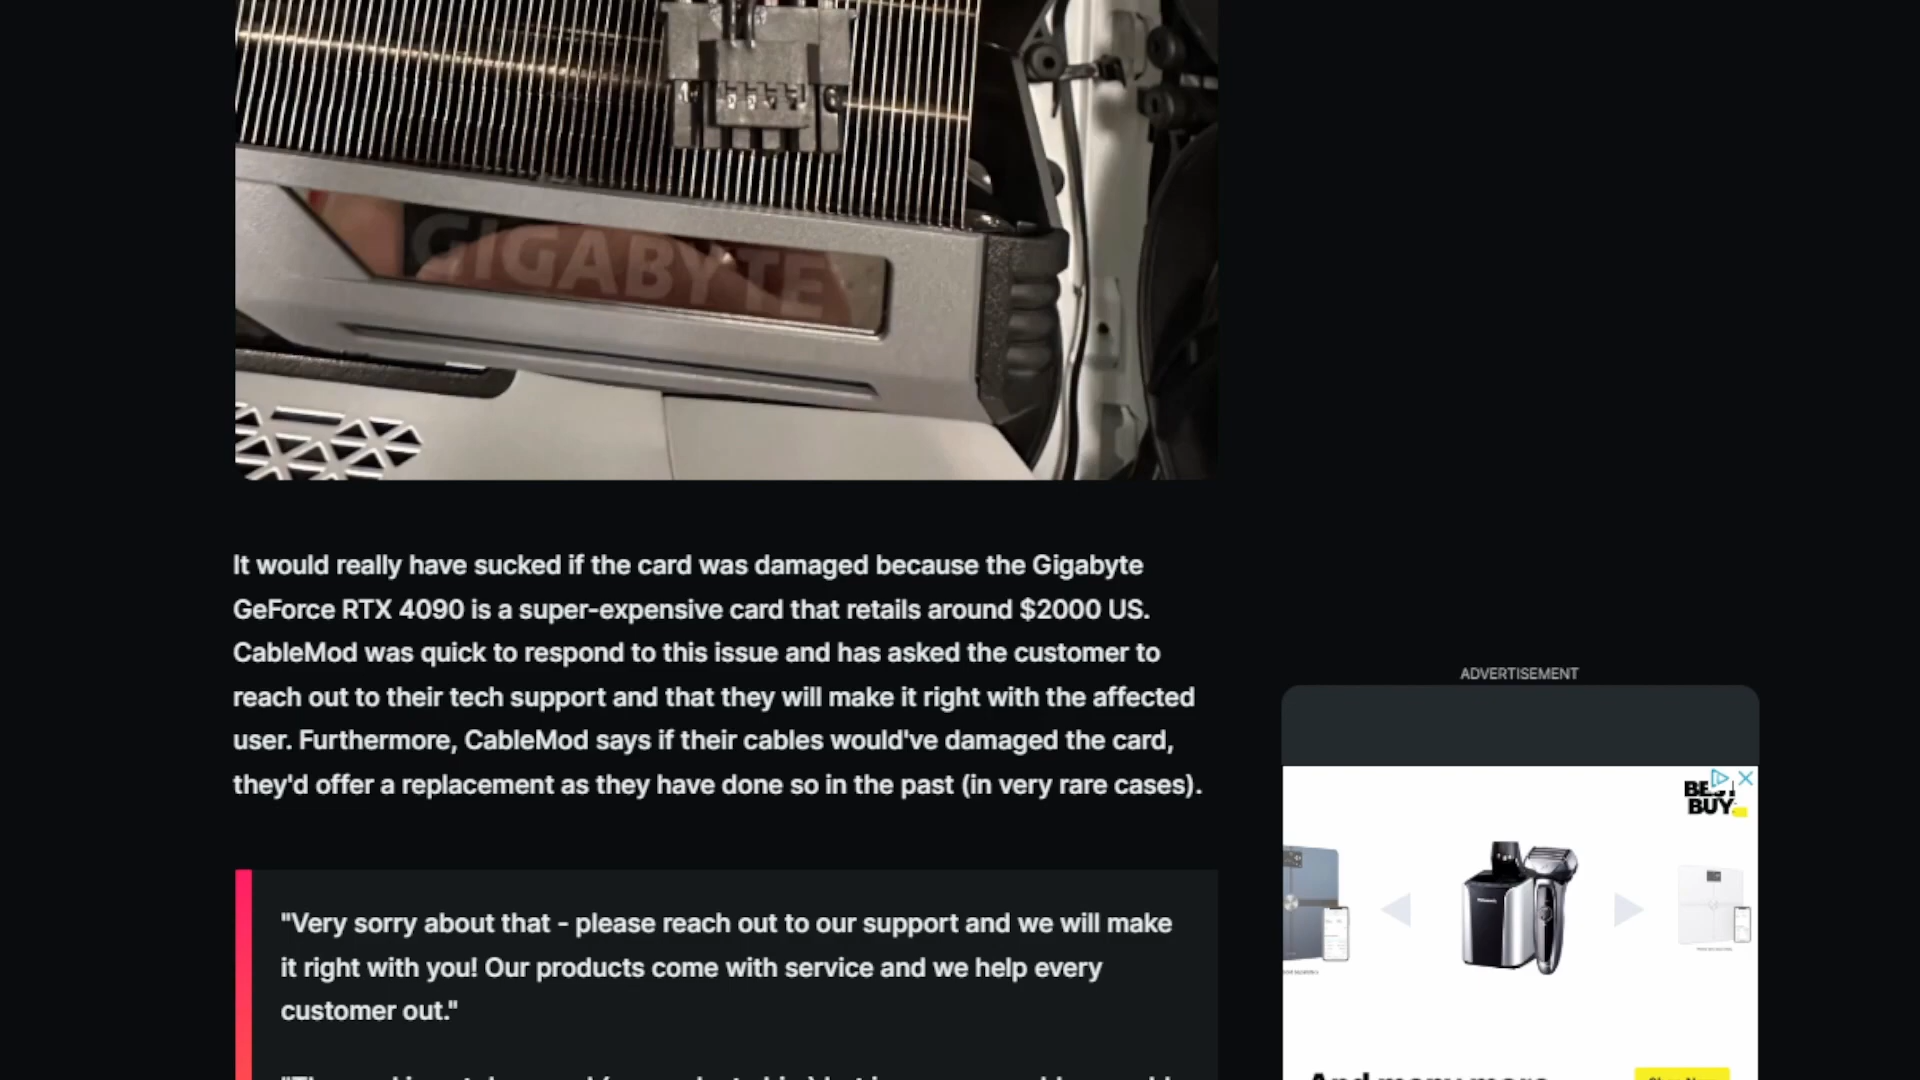 GIGABYTE
It would really have sucked if the card was damaged because the Gigabyte
GeForce RTX 4090 is a super-expensive card that retails around $2000 US.
CableMod was quick to respond to this issue and has asked the customer to
reach out to their tech support and that they will make it right with the affected
user. Furthermore, CableMod says if their cables would've damaged the card,
they'd offer a replacement as they have done so in the past (in very rare cases).
"Very sorry about that - please reach out to our support and we will make
it right with you! Our products come with service and we help every
customer out."
ADVERTISEMENT
BEST
BUY
And many more